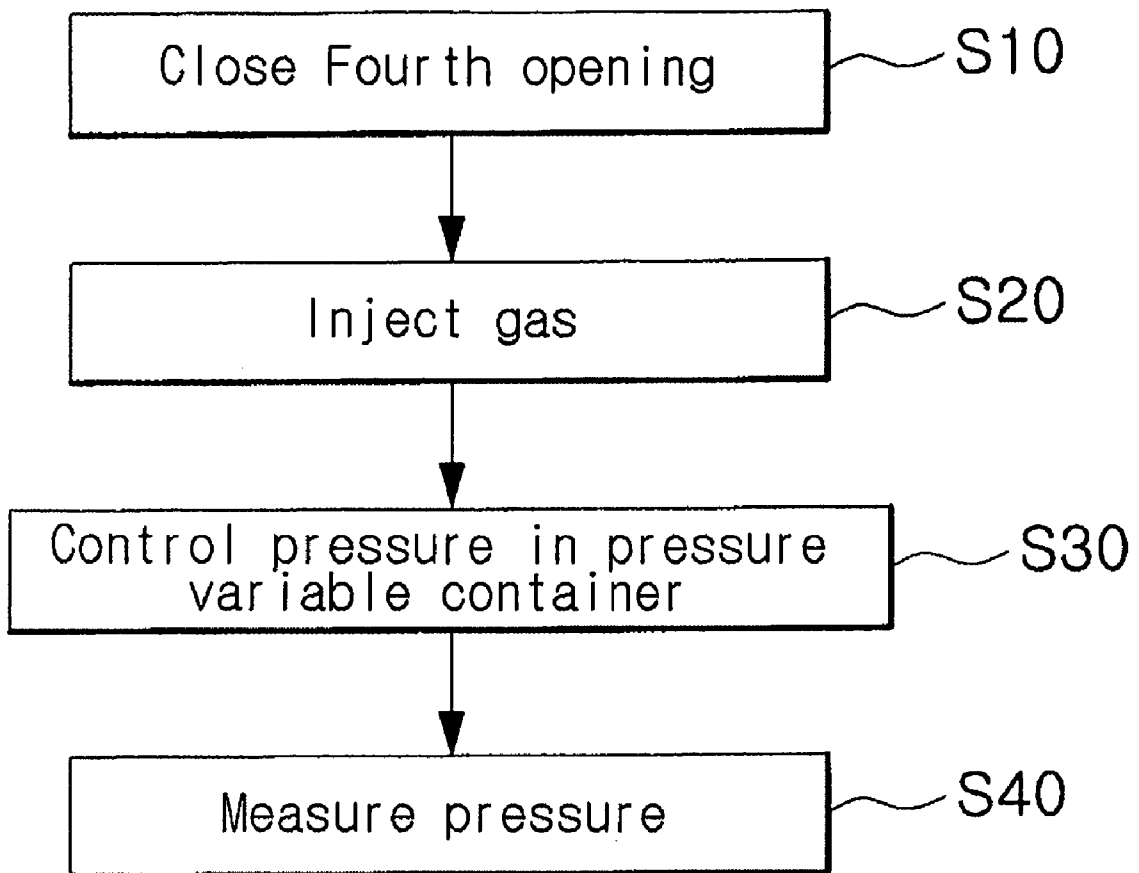 Close Fourth opening
S10
Inject gas
S20
Control pressure in pressure
variable container
S30
Measure pressure
S40